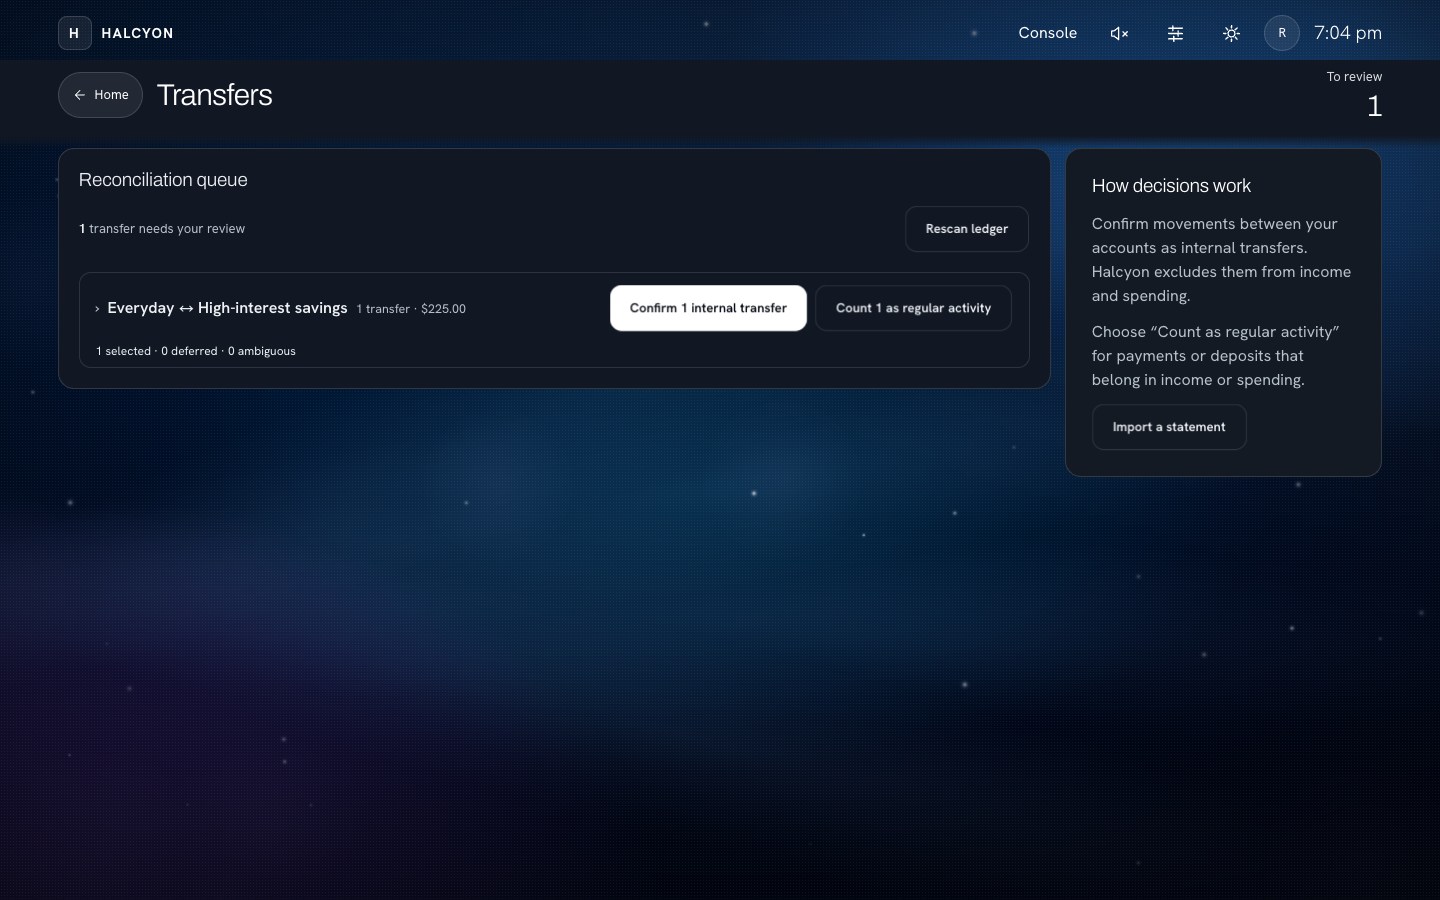 H HALCYON
Console
R
7:04 pm
← Home
Transfers
To review
1
Reconciliation queue
1 transfer needs your review
Rescan ledger
› Everyday ↔ High-interest savings 1 transfer · $225.00
Confirm 1 internal transfer
Count 1 as regular activity
1 selected · 0 deferred · 0 ambiguous
How decisions work
Confirm movements between your
accounts as internal transfers.
Halcyon excludes them from income
and spending.
Choose “Count as regular activity”
for payments or deposits that
belong in income or spending.
Import a statement